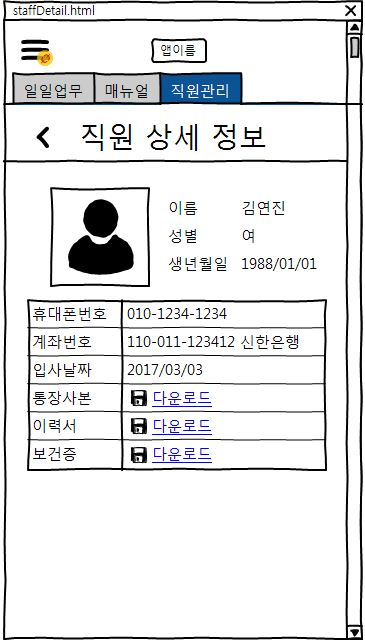 staffDetail.html
앱이름
일일업무 매뉴얼 직원관리
직원 상세 정보
이름 김연진
성별 여
생년월일 1988/01/01
휴대폰번호 010-1234-1234
계좌번호 110-011-123412 신한은행
입사날짜 2017/03/03
통장사본 다운로드
이력서 다운로드
보건증 다운로드